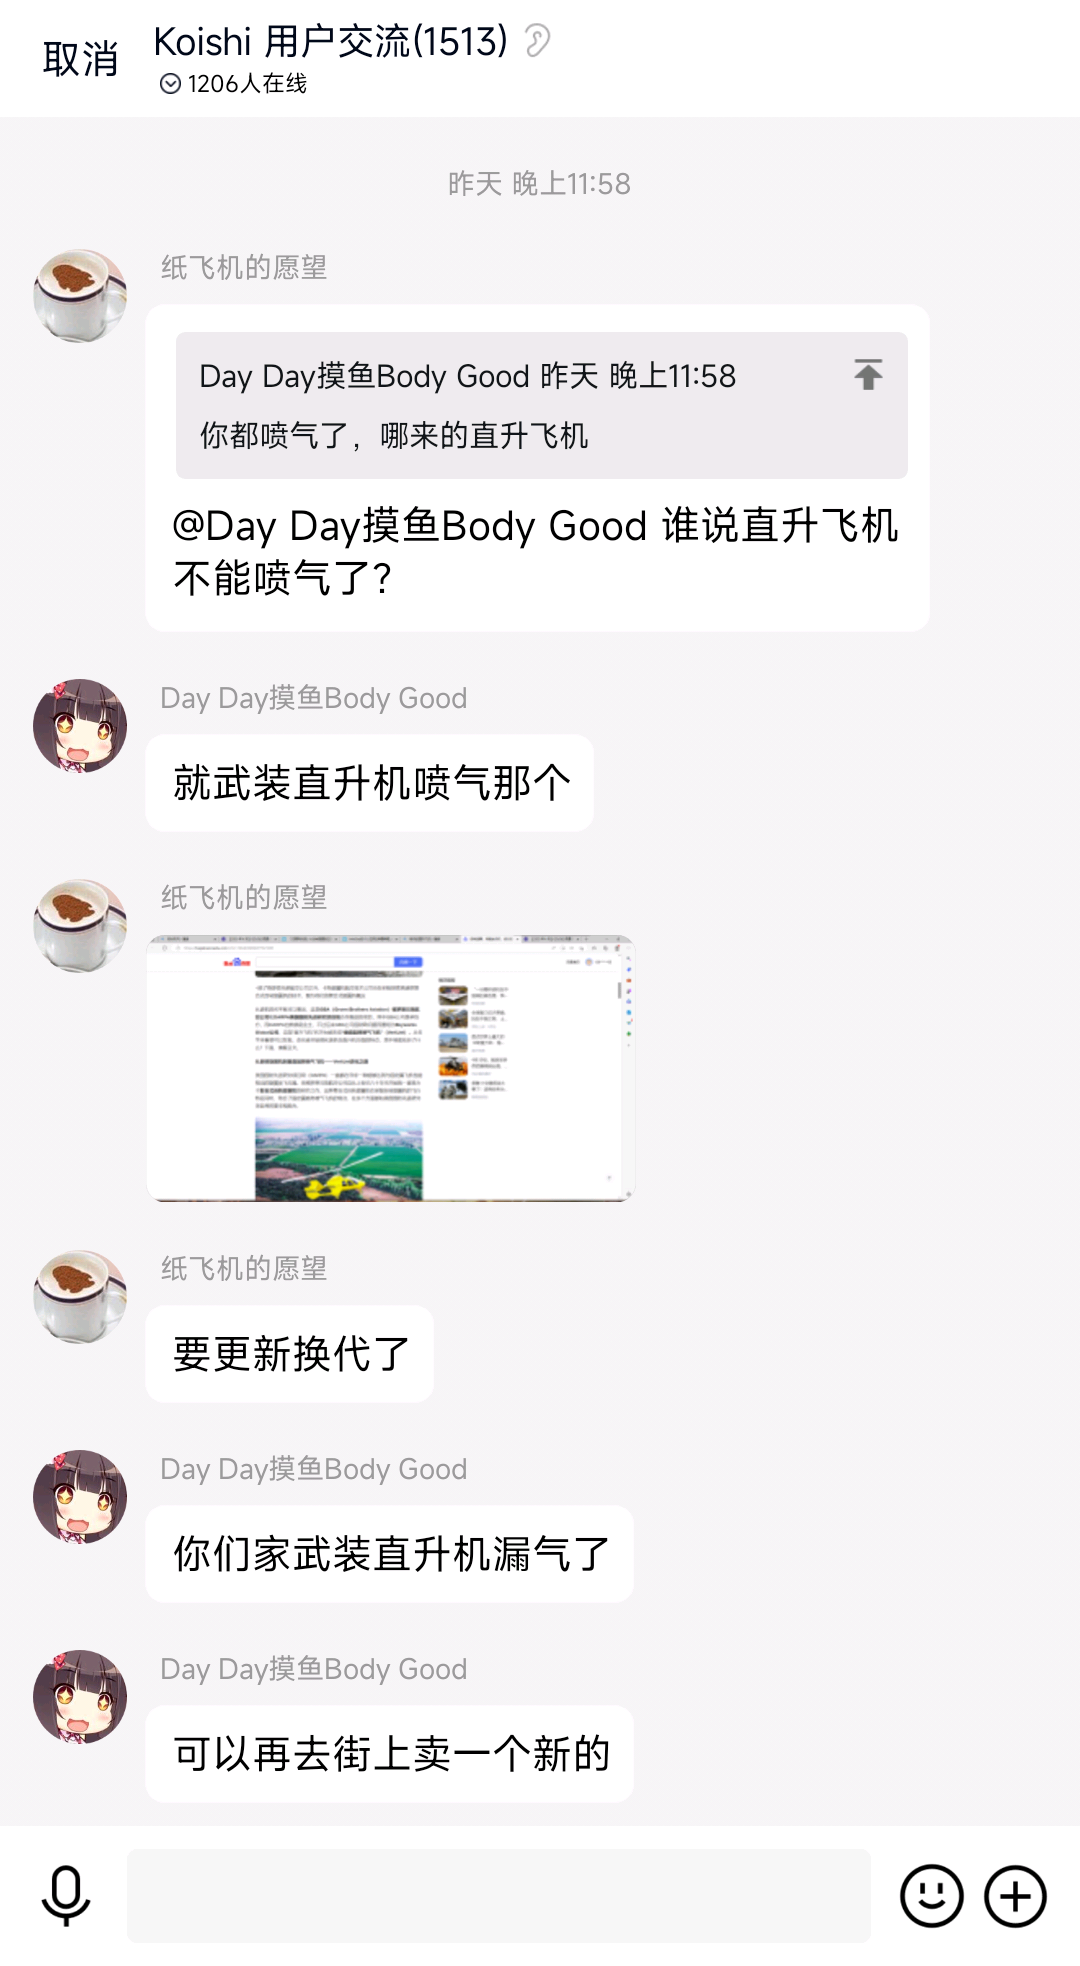 取消
Koishi 用户交流(1513)
1206人在线
昨天 晚上11:58
纸飞机的愿望
Day Day摸鱼Body Good 昨天 晚上11:58
你都喷气了，哪来的直升飞机
@Day Day摸鱼Body Good 谁说直升飞机
不能喷气了？
Day Day摸鱼Body Good
就武装直升机喷气那个
纸飞机的愿望
纸飞机的愿望
要更新换代了
Day Day摸鱼Body Good
你们家武装直升机漏气了
Day Day摸鱼Body Good
可以再去街上卖一个新的